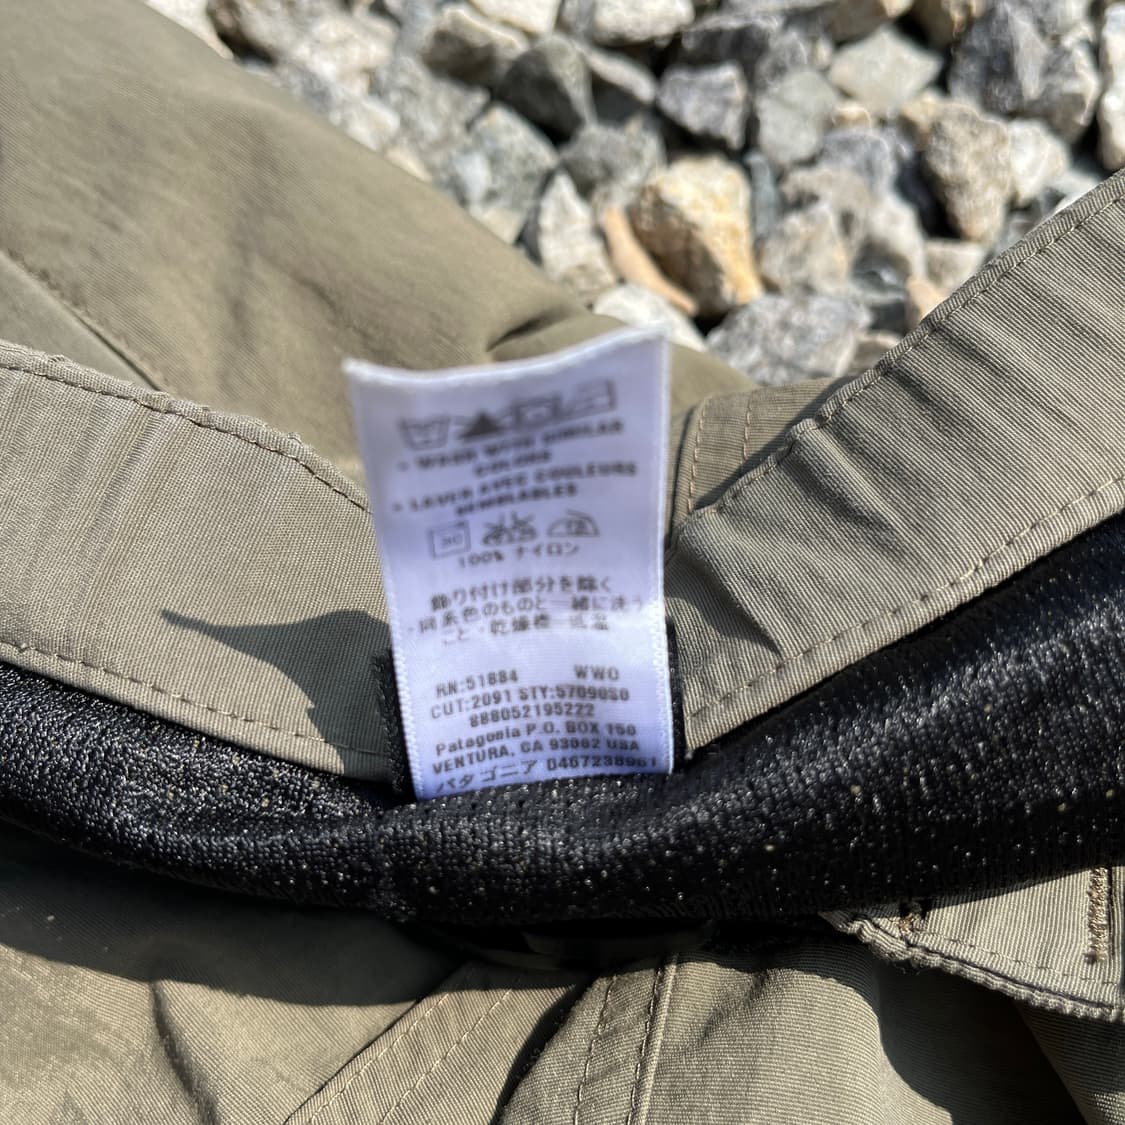 • WASH WITH SIMILAR
COLORS
• LAVER AVEC COULEURS
SEMBLABLES
100% ナイロン
飾り付け部分を除く
・同系色のものと一緒に洗う
こと・乾燥機 低温
RN:51884 WWO
CUT:2091 STY:57090S0
888052195222
Patagonia P.O. BOX 150
VENTURA, CA 93002 USA
パタゴニア 0467238961